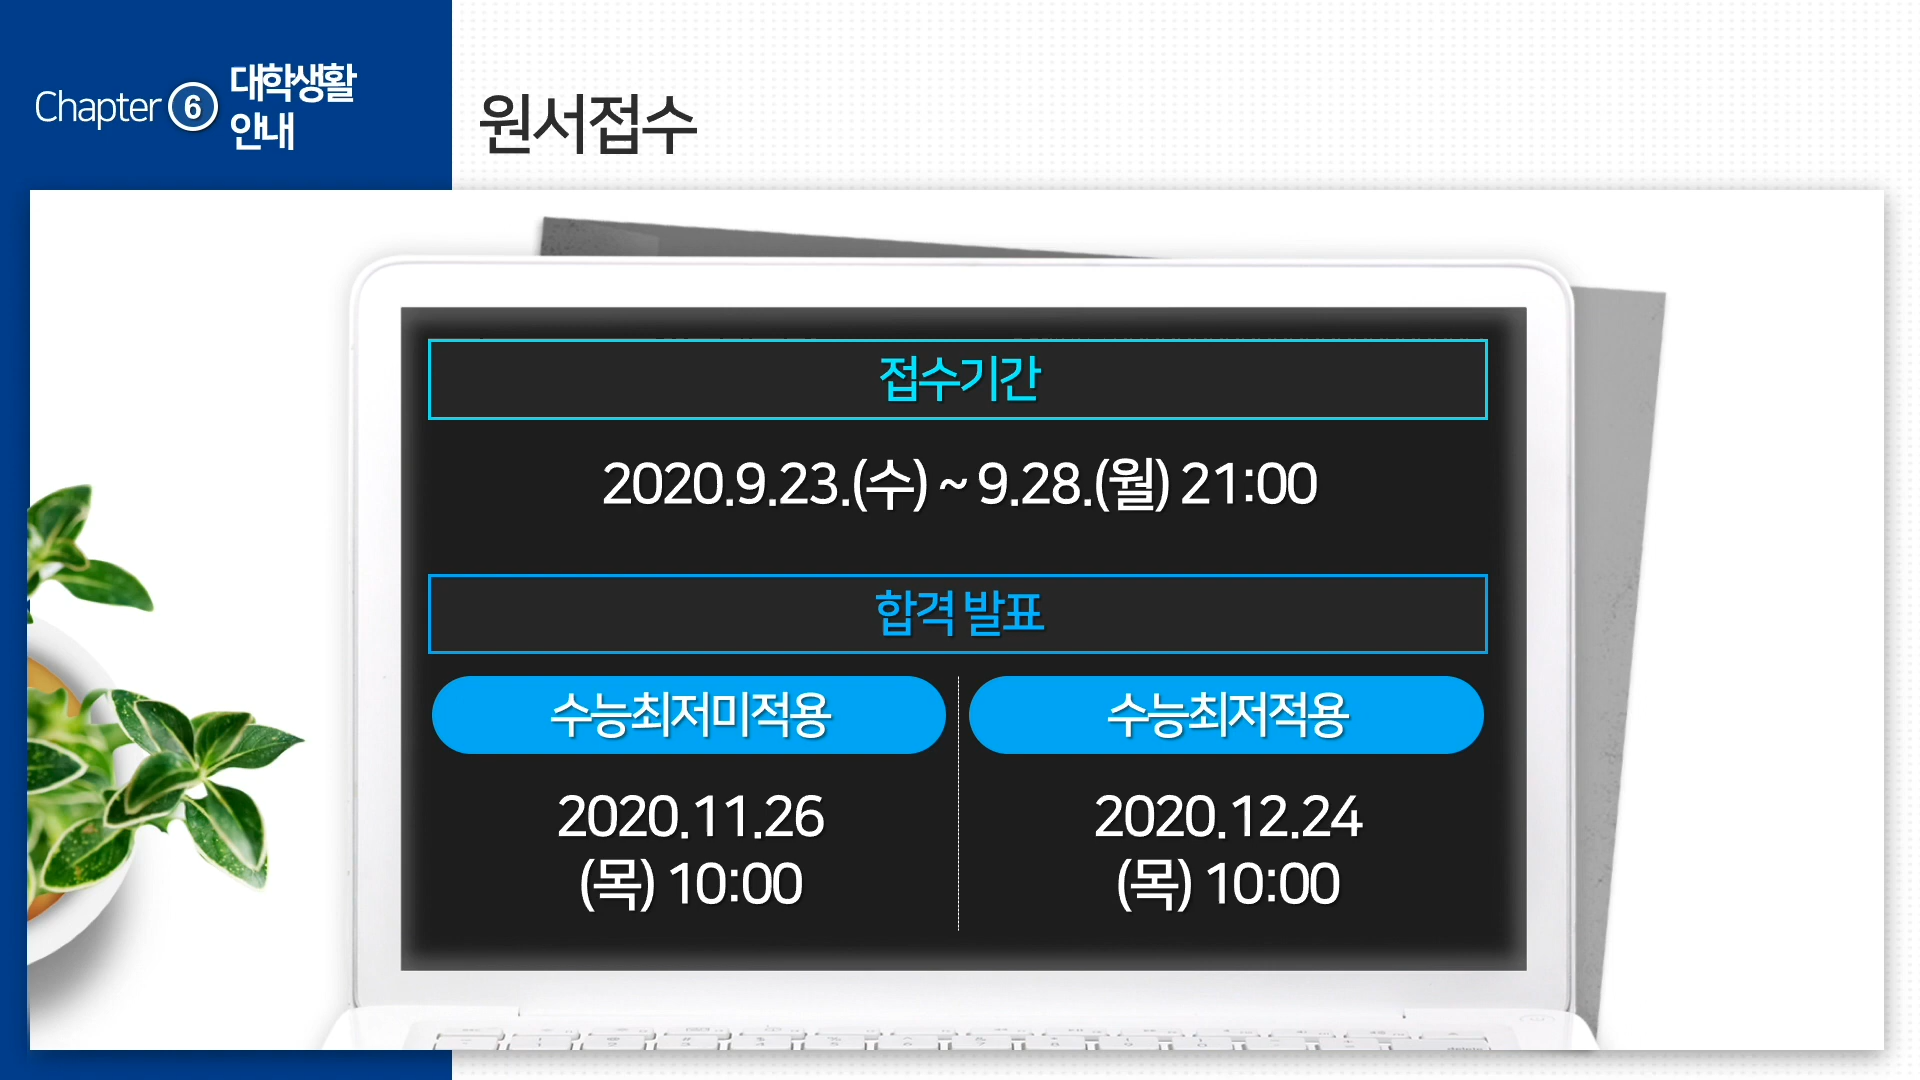 Chapter 6 대학생활
안내
원서접수
접수기간
2020.9.23.(수) ~ 9.28.(월) 21:00
합격 발표
수능최저미적용
수능최저적용
2020.11.26
(목) 10:00
2020.12.24
(목) 10:00